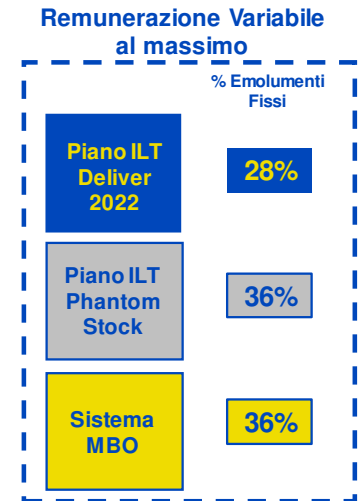 Remunerazione Variabile
al massimo
% Emolumenti
Fissi
Piano ILT
Deliver
2022
28%
Piano ILT
Phantom
Stock
36%
Sistema
MBO
36%